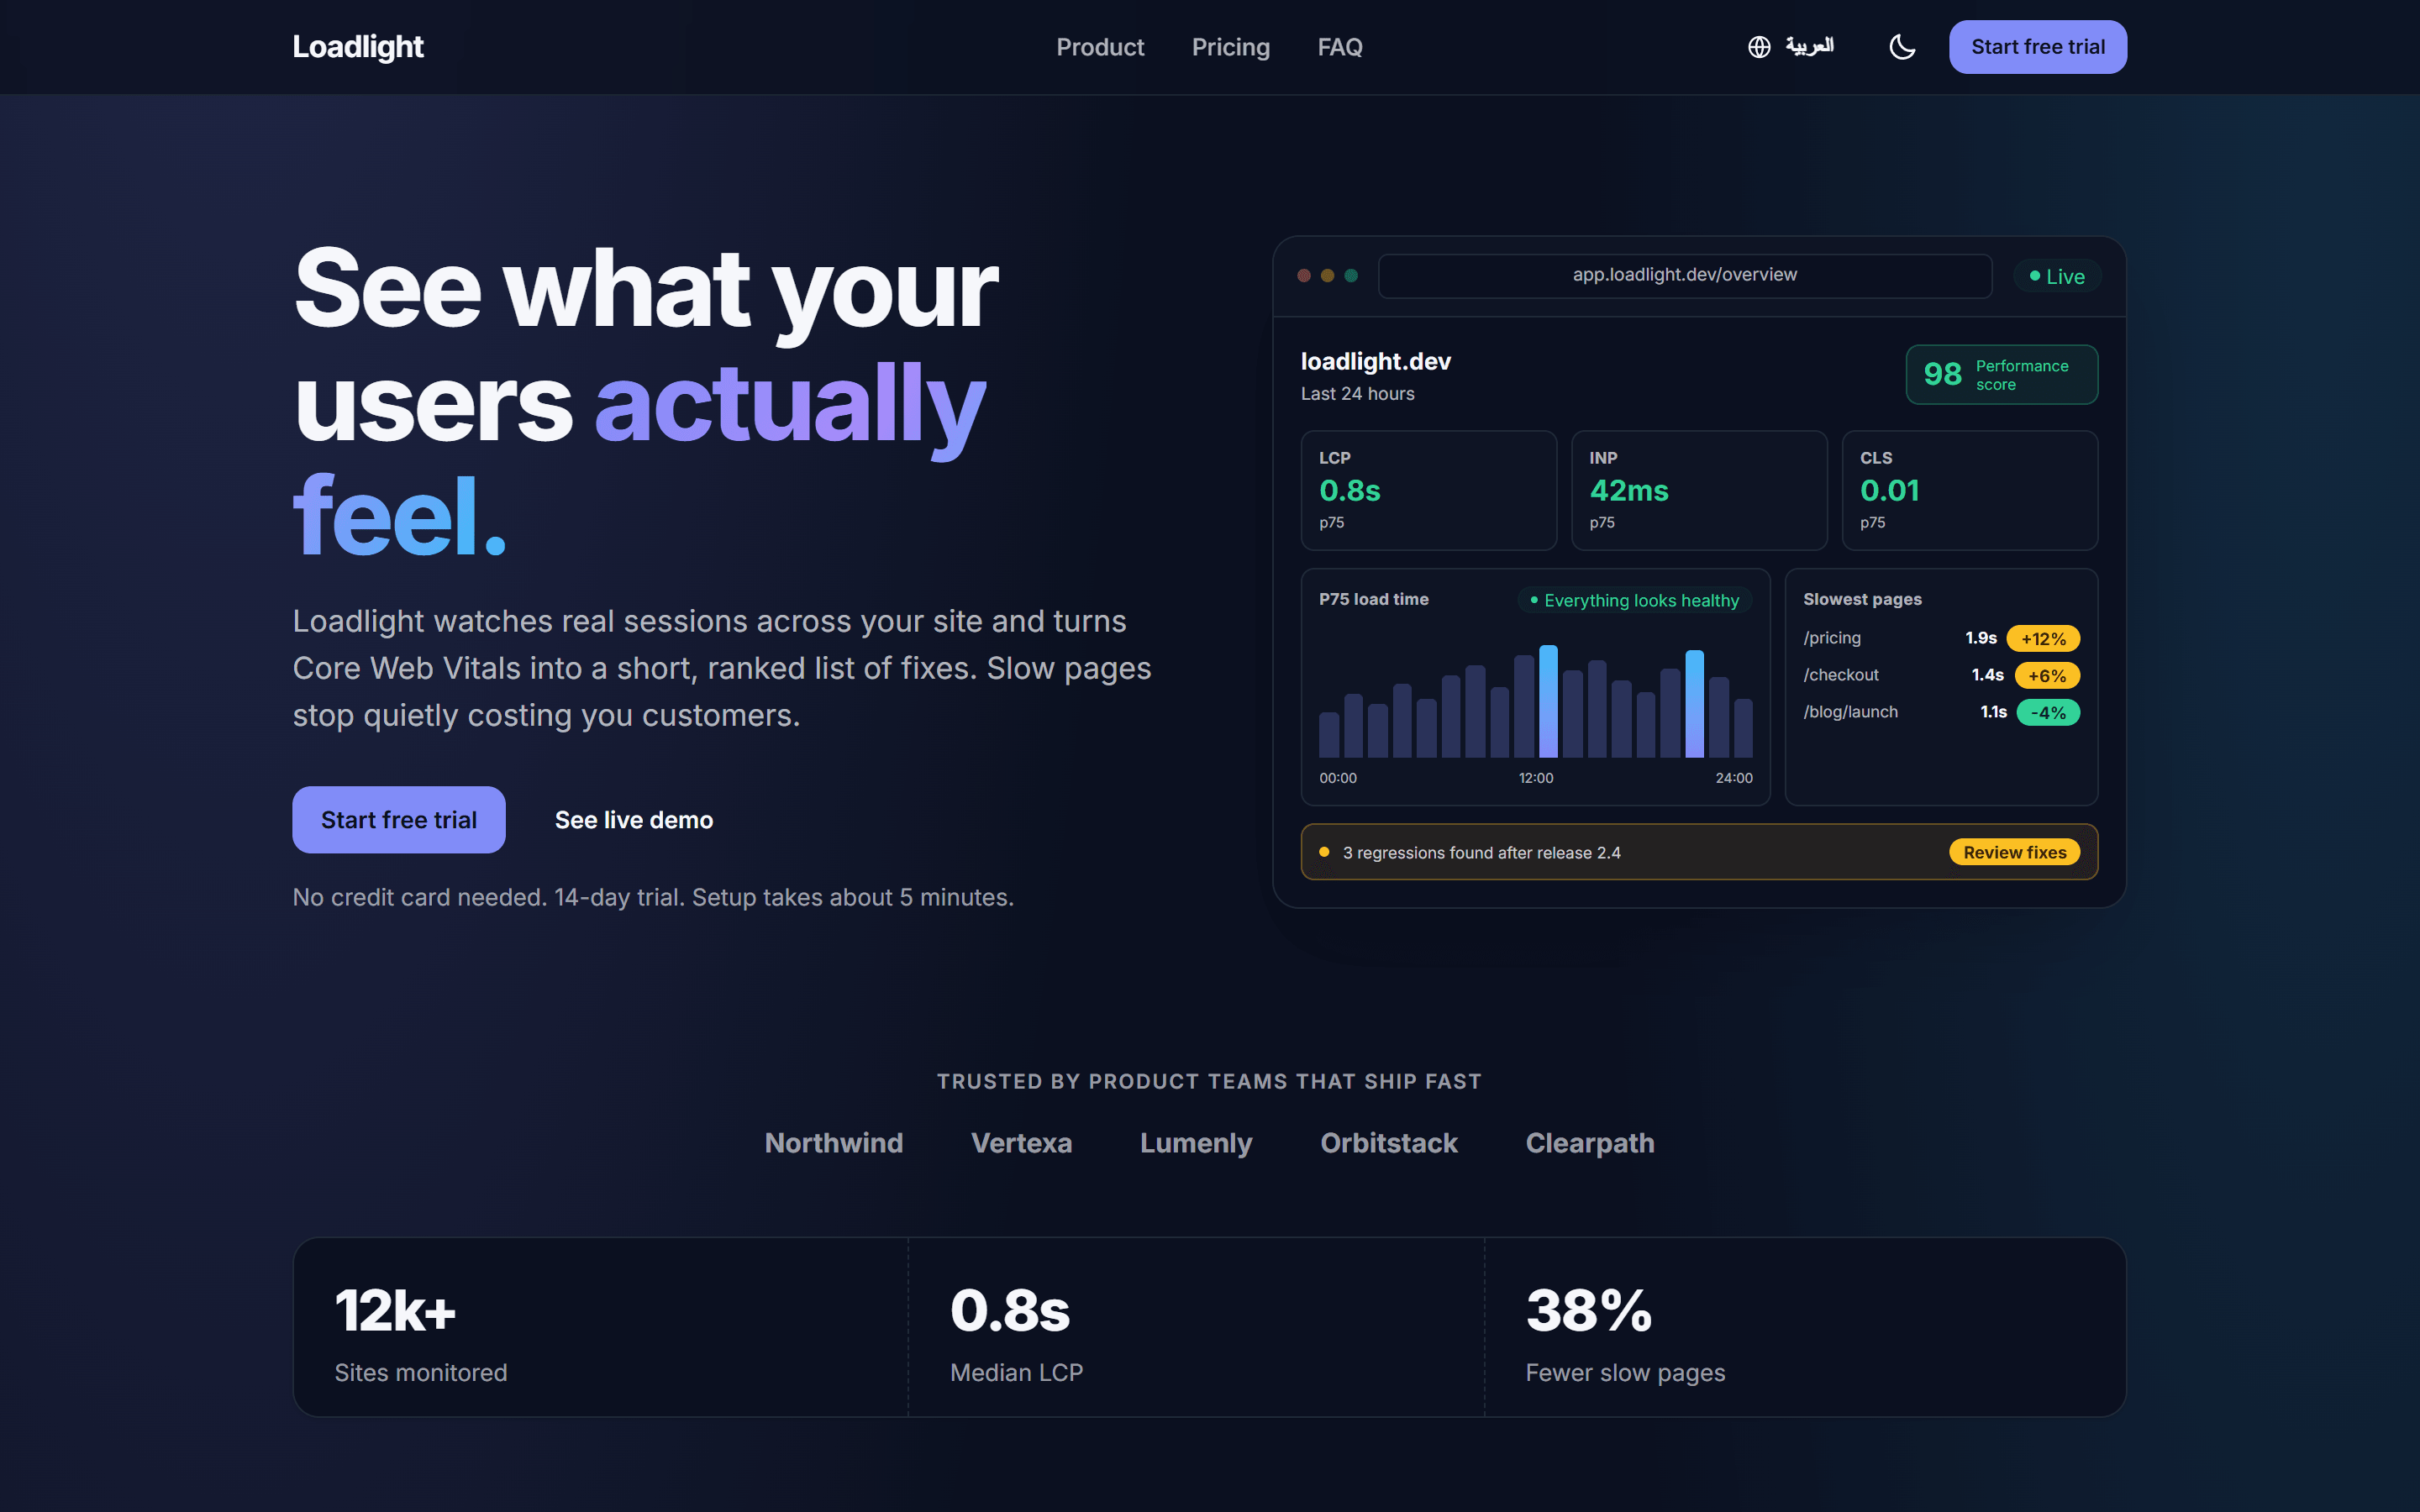 Loadlight
Product
Pricing
FAQ
العربية
Start free trial
See what your
users actually
feel.
Loadlight watches real sessions across your site and turns
Core Web Vitals into a short, ranked list of fixes. Slow pages
stop quietly costing you customers.
Start free trial
See live demo
No credit card needed. 14-day trial. Setup takes about 5 minutes.
app.loadlight.dev/overview
Live
loadlight.dev
Last 24 hours
98
Performance
score
LCP
0.8s
p75
INP
42ms
p75
CLS
0.01
p75
P75 load time
Everything looks healthy
00:00
12:00
24:00
Slowest pages
/pricing 1.9s +12%
/checkout 1.4s +6%
/blog/launch 1.1s -4%
3 regressions found after release 2.4
Review fixes
TRUSTED BY PRODUCT TEAMS THAT SHIP FAST
Northwind
Vertexa
Lumenly
Orbitstack
Clearpath
12k+
Sites monitored
0.8s
Median LCP
38%
Fewer slow pages